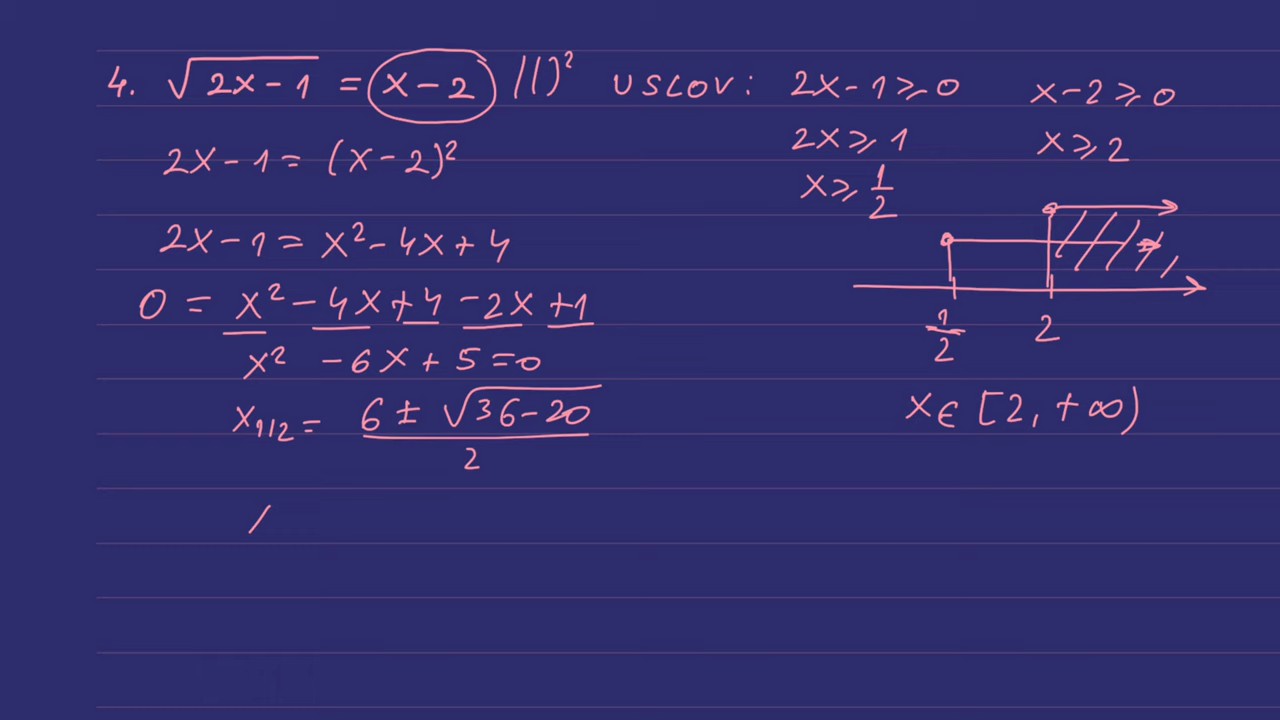 4. √(2x-1) = (x-2) //()² USLOV: 2x-1≥0 x-2≥0
2x-1 = (x-2)² 2x≥1 x≥2
x≥1/2
2x-1 = x²-4x+4
0 = x²-4x+4-2x+1
1/2 2
x² -6x+5=0
x1/2 = (6±√(36-20))/2 x∈[2,+∞)